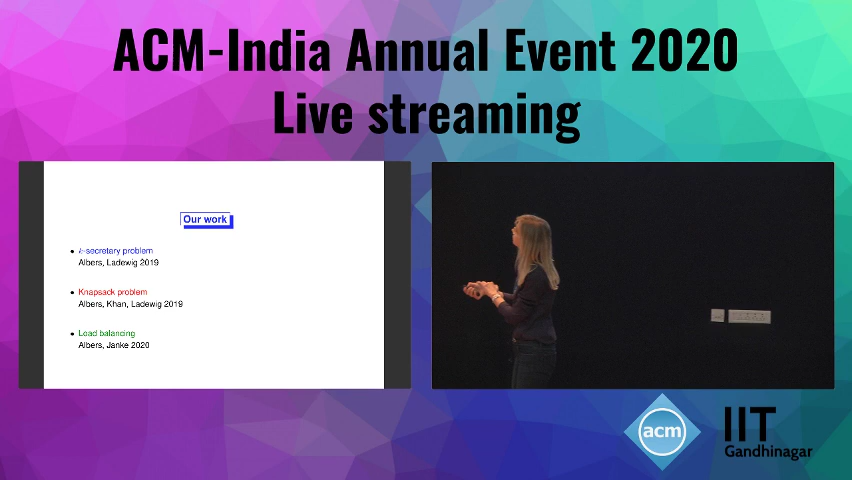 ACM-India Annual Event 2020
Live streaming
Our work
• k-secretary problem
Albers, Ladewig 2019
• Knapsack problem
Albers, Khan, Ladewig 2019
• Load balancing
Albers, Janke 2020
acm
IIT
Gandhinagar